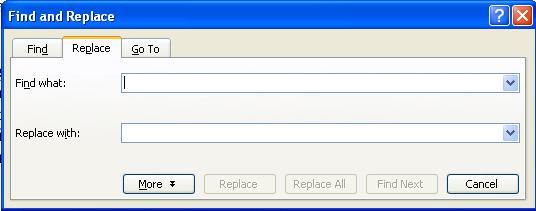 Find and Replace
Find Replace Go To
Find what:
Replace with:
More Replace Replace All Find Next Cancel